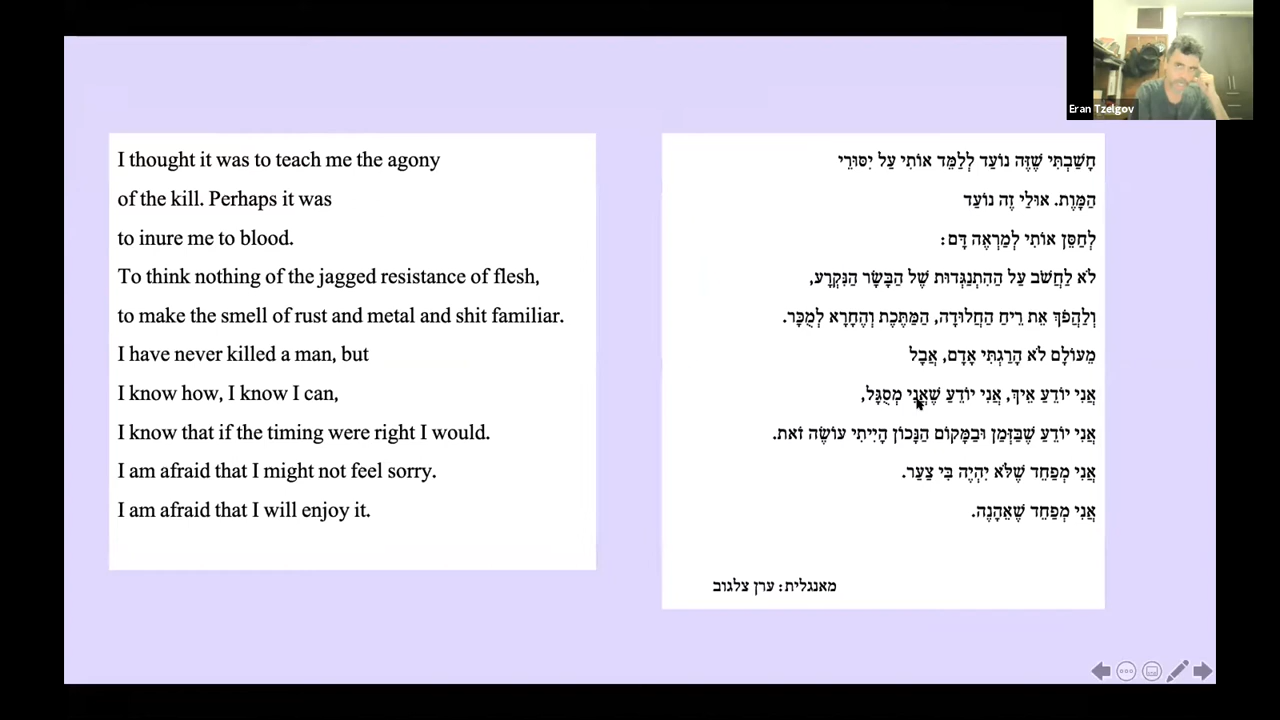 Eran Tzelgov
I thought it was to teach me the agony
of the kill. Perhaps it was
to inure me to blood.
To think nothing of the jagged resistance of flesh,
to make the smell of rust and metal and shit familiar.
I have never killed a man, but
I know how, I know I can,
I know that if the timing were right I would.
I am afraid that I might not feel sorry.
I am afraid that I will enjoy it.
חָשַׁבְתִּי שֶׁזֶּה נוֹעַד לְלַמֵּד אוֹתִי עַל יִסּוּרֵי
הַמָּוֶת. אוּלַי זֶה נוֹעַד
לְחַסֵּן אוֹתִי לְמַרְאֶה דָּם:
לֹא לַחֲשֹׁב עַל הַהִתְנַגְּדוּת שֶׁל הַבָּשָׂר הַנִּקְרָע,
וְלַהֲפֹךְ אֶת רֵיחַ הַחֲלוּדָה, הַמַּתֶּכֶת וְהֶחָרָא לְמֻכָּר.
מֵעוֹלָם לֹא הָרַגְתִּי אָדָם, אֲבָל
אֲנִי יוֹדֵעַ אֵיךְ, אֲנִי יוֹדֵעַ שֶׁאֲנִי מְסֻגָּל,
אֲנִי יוֹדֵעַ שֶׁבַּזְּמַן וּבַמָּקוֹם הַנָּכוֹן הָיִיתִי עוֹשֶׂה זֹאת.
אֲנִי מְפַחֵד שֶׁלֹּא יִהְיֶה בִּי צַעַר.
אֲנִי מְפַחֵד שֶׁאֵהָנֶה.
מאנגלית: ערן צלגוב